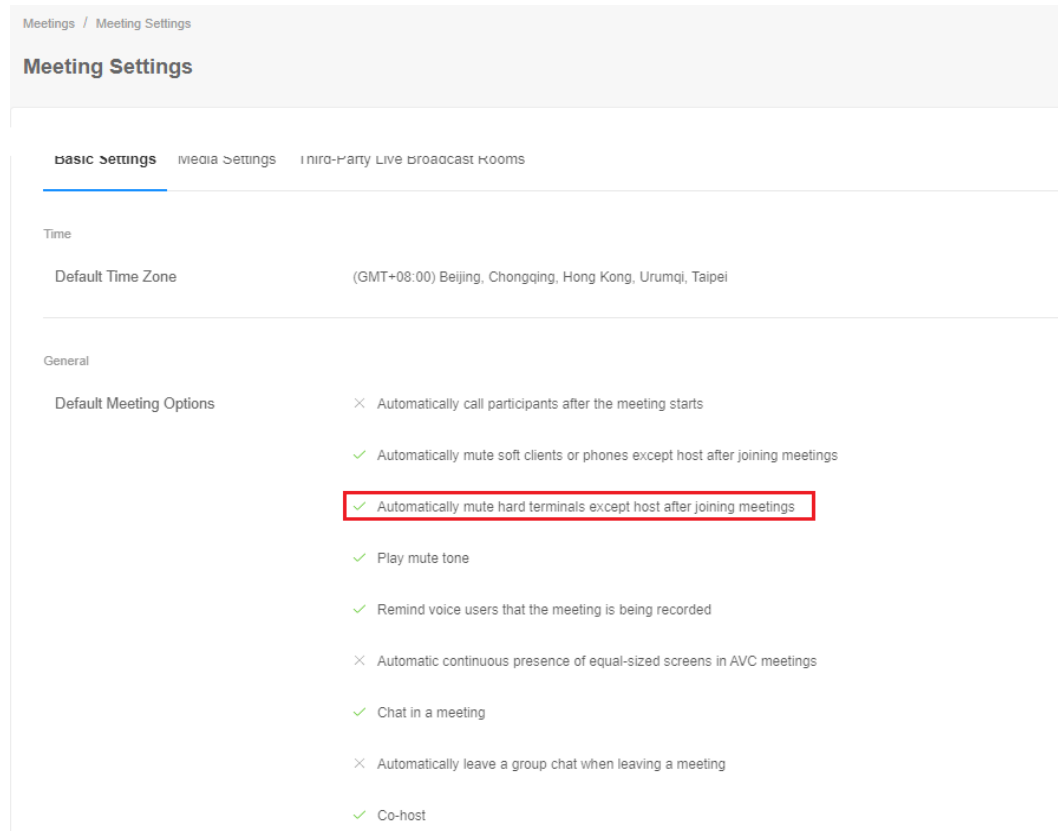 Meetings / Meeting Settings
Meeting Settings
Basic Settings Media Settings Third-Party Live Broadcast Rooms
Time
Default Time Zone (GMT+08:00) Beijing, Chongqing, Hong Kong, Urumqi, Taipei
General
Default Meeting Options Automatically call participants after the meeting starts
Automatically mute soft clients or phones except host after joining meetings
Automatically mute hard terminals except host after joining meetings
Play mute tone
Remind voice users that the meeting is being recorded
Automatic continuous presence of equal-sized screens in AVC meetings
Chat in a meeting
Automatically leave a group chat when leaving a meeting
Co-host